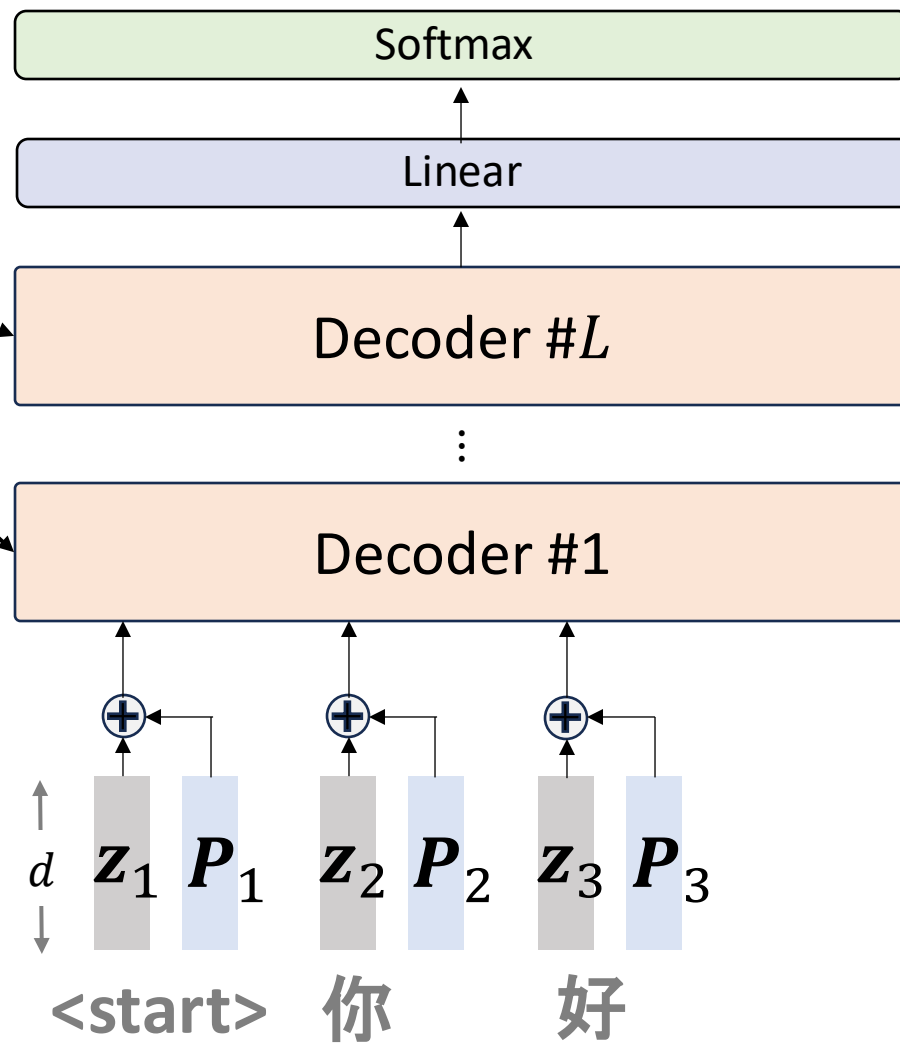 Softmax
Linear
Decoder #L
⋮
Decoder #1
d z₁ P₁ z₂ P₂ z₃ P₃
<start> 你 好